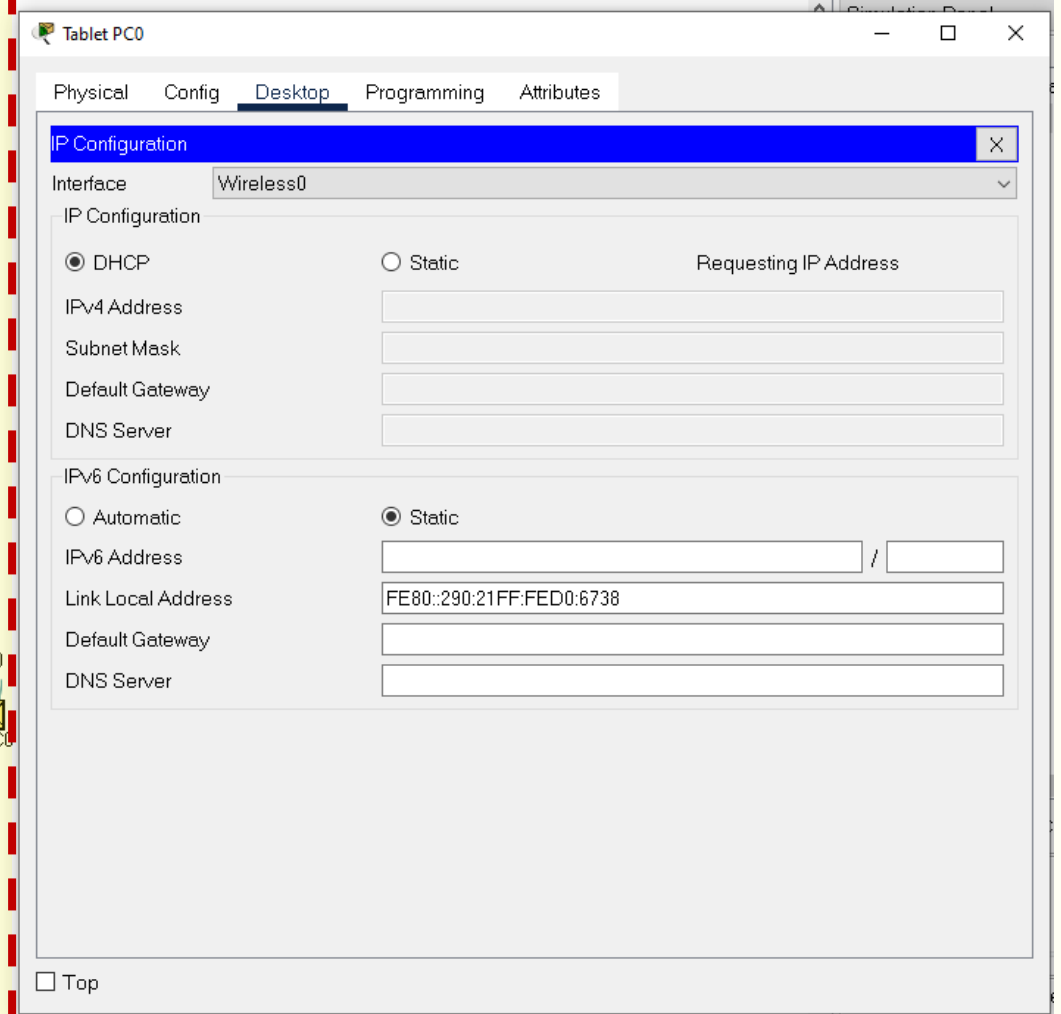 Simulation Panel
Tablet PC0
Physical Config Desktop Programming Attributes
IP Configuration X
Interface Wireless0
IP Configuration
DHCP Static Requesting IP Address
IPv4 Address
Subnet Mask
Default Gateway
DNS Server
IPv6 Configuration
Automatic Static
IPv6 Address /
Link Local Address FE80::290:21FF:FED0:6738
Default Gateway
DNS Server
Top